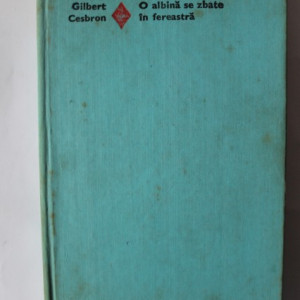 Gilbert
Cesbron
O albină se zbate
în fereastră